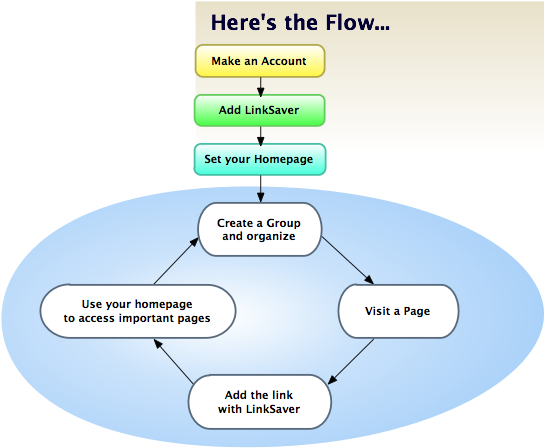 Here's the Flow...
Make an Account
Add LinkSaver
Set your Homepage
Create a Group
and organize
Visit a Page
Add the link
with LinkSaver
Use your homepage
to access important pages